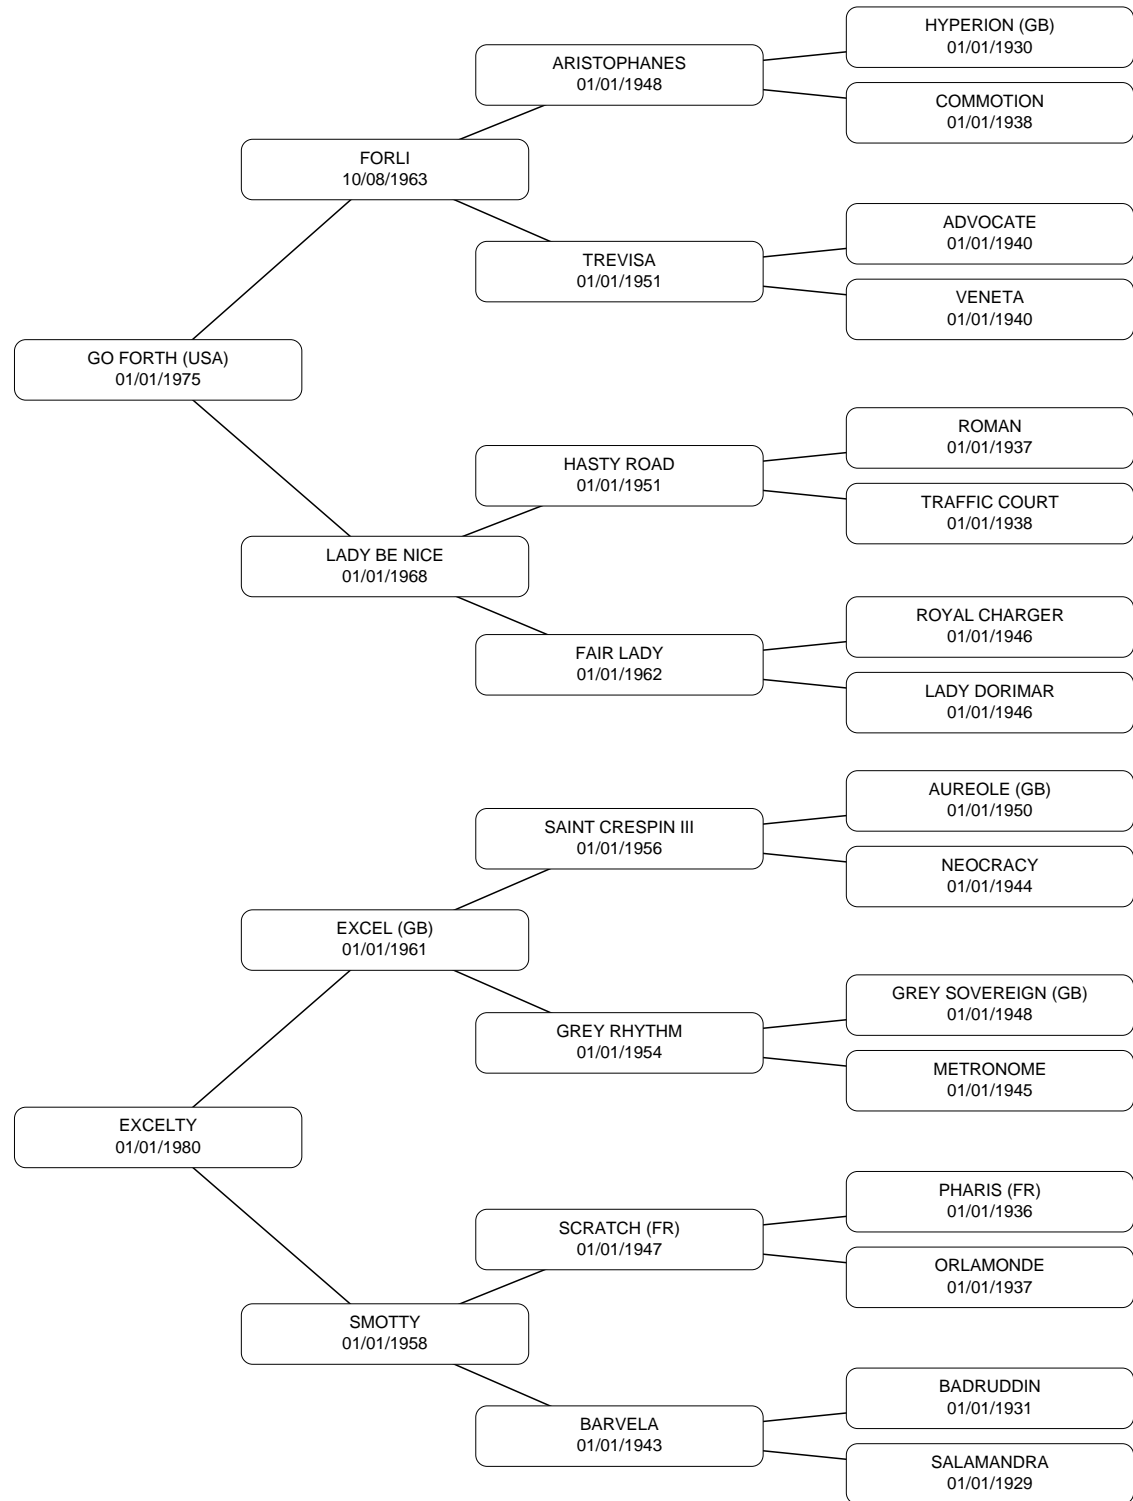 HYPERION (GB)
01/01/1930
ARISTOPHANES
01/01/1948
COMMOTION
01/01/1938
FORLI
10/08/1963
ADVOCATE
01/01/1940
TREVISA
01/01/1951
VENETA
01/01/1940
GO FORTH (USA)
01/01/1975
ROMAN
01/01/1937
HASTY ROAD
01/01/1951
TRAFFIC COURT
01/01/1938
LADY BE NICE
01/01/1968
ROYAL CHARGER
01/01/1946
FAIR LADY
01/01/1962
LADY DORIMAR
01/01/1946
AUREOLE (GB)
01/01/1950
SAINT CRESPIN III
01/01/1956
NEOCRACY
01/01/1944
EXCEL (GB)
01/01/1961
GREY SOVEREIGN (GB)
01/01/1948
GREY RHYTHM
01/01/1954
METRONOME
01/01/1945
EXCELTY
01/01/1980
PHARIS (FR)
01/01/1936
SCRATCH (FR)
01/01/1947
ORLAMONDE
01/01/1937
SMOTTY
01/01/1958
BADRUDDIN
01/01/1931
BARVELA
01/01/1943
SALAMANDRA
01/01/1929